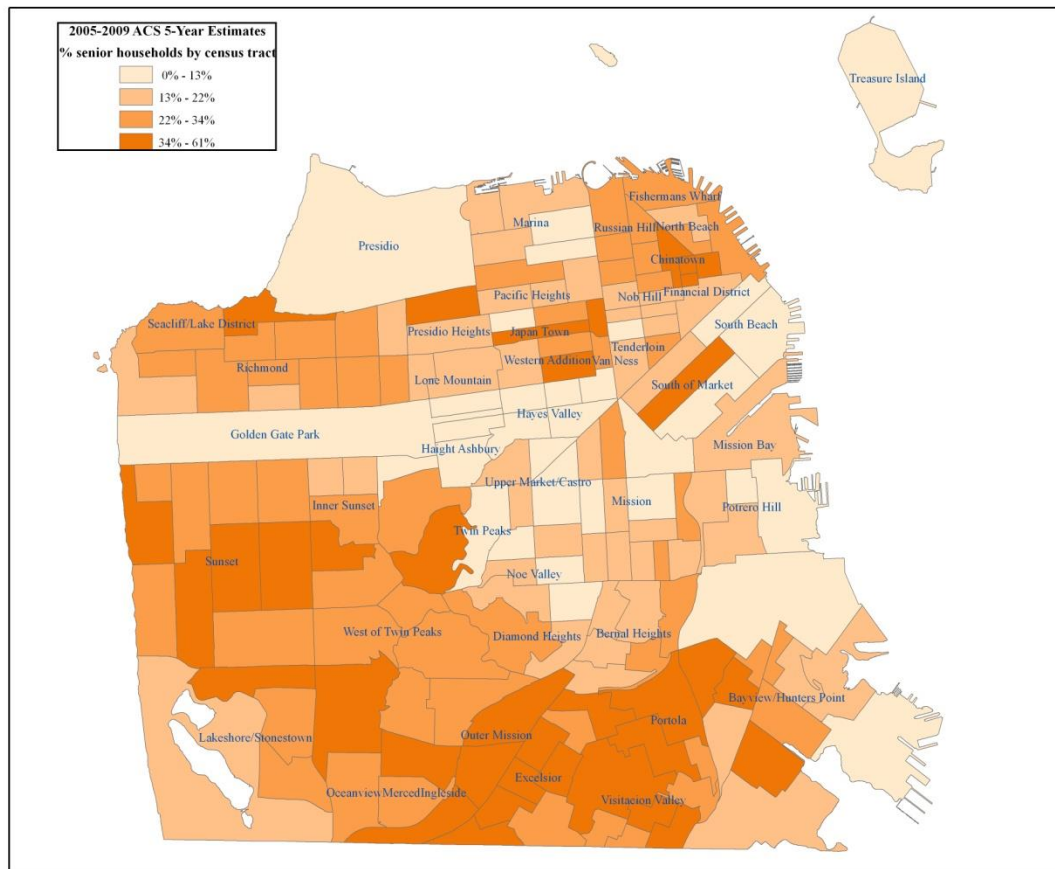 2005-2009 ACS 5-Year Estimates
% senior households by census tract
0% - 13%
13% - 22%
22% - 34%
34% - 61%
Treasure Island
Fishermans Wharf
Marina
Russian Hill
North Beach
Presidio
Chinatown
Pacific Heights
Nob Hill
Financial District
Seacliff/Lake District
Presidio Heights
Japan Town
South Beach
Tenderloin
Western Addition
Van Ness
Richmond
Lone Mountain
South of Market
Hayes Valley
Golden Gate Park
Haight Ashbury
Mission Bay
Upper Market/Castro
Inner Sunset
Mission
Potrero Hill
Twin Peaks
Sunset
Noe Valley
West of Twin Peaks
Diamond Heights
Bernal Heights
Bayview/Hunters Point
Portola
Lakeshore/Stonestown
Outer Mission
Excelsior
OceanviewMercedIngleside
Visitacion Valley